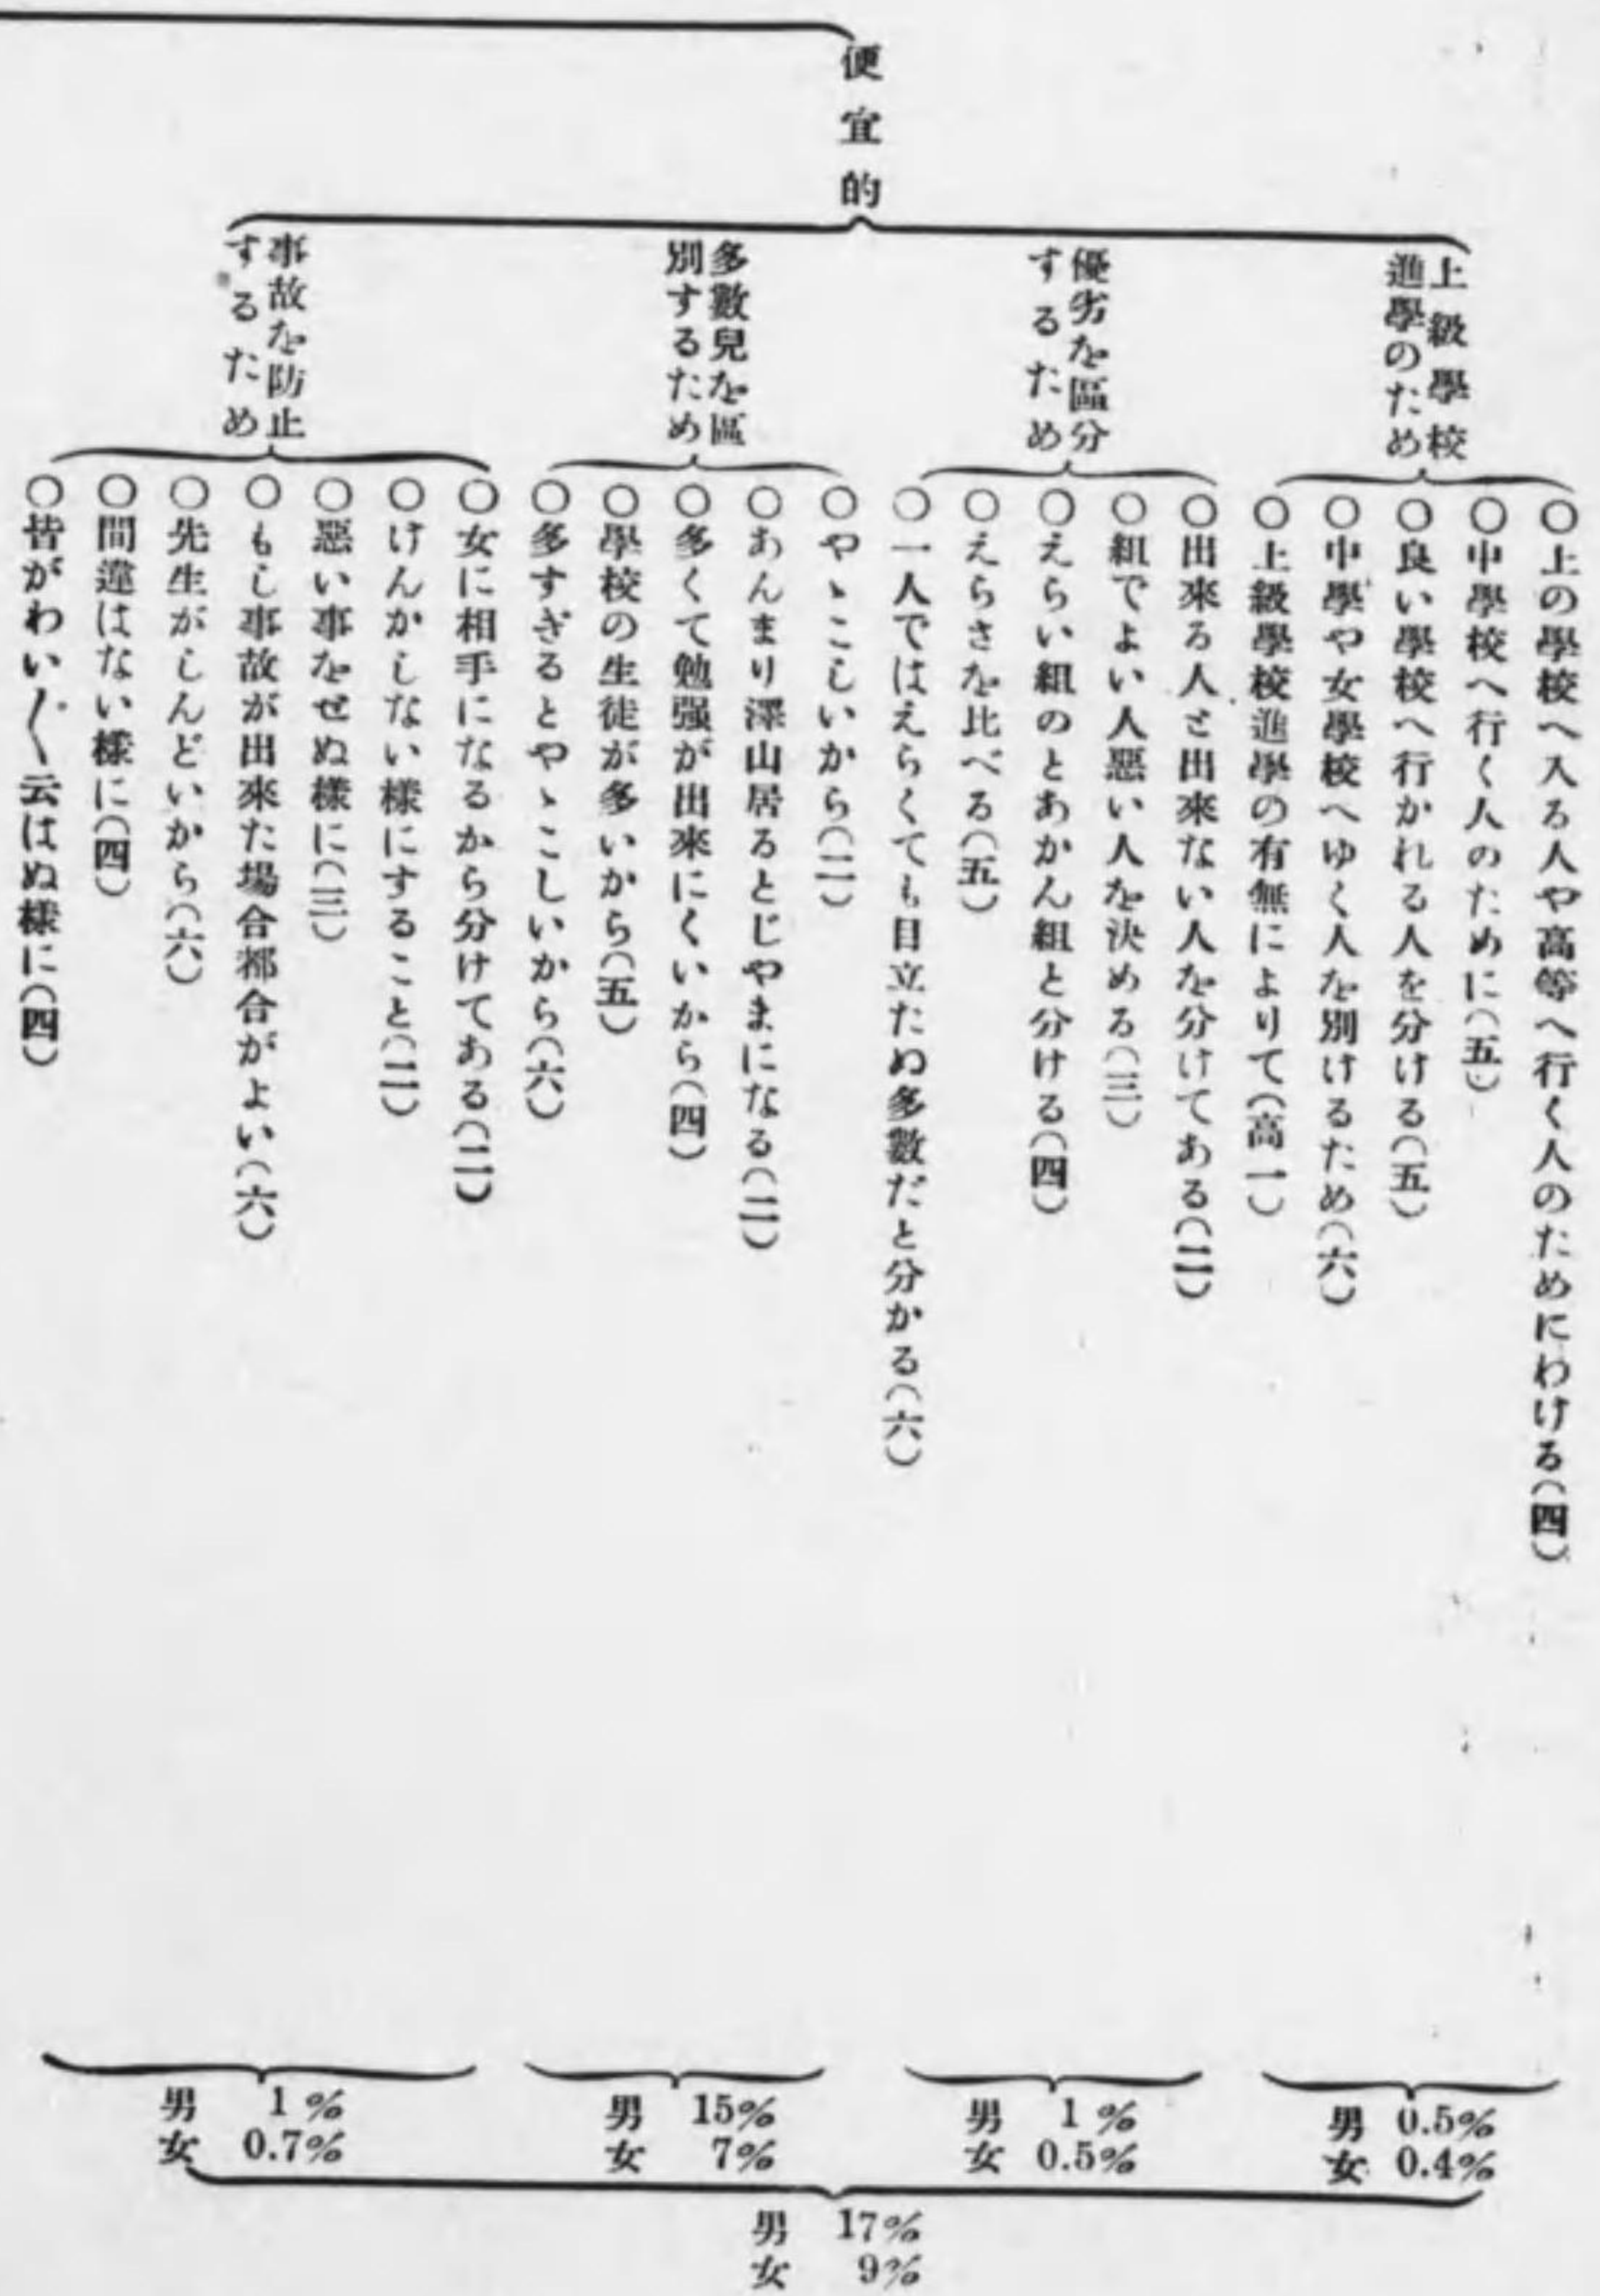 便宜的
上級學校
進學のため
○上の學校へ入る人や高等へ行く人のためにわける(四)
○中學校へ行く人のために(五)
○良い學校へ行かれる人を分ける(五)
○中學や女學校へゆく人を別けるため(六)
○上級學校進學の有無によりて(高一)
男 0.5%
女 0.4%
優劣を區分
するため
○出來る人と出來ない人を分けてある(二)
○組でよい人惡い人を決める(三)
○えらい組のとあかん組と分ける(四)
○えらさを比べる(五)
○一人ではえらくても目立たぬ多數だと分かる(六)
男 1%
女 0.5%
多數兒を區
別するため
○やゝこしいから(二)
○あんまり澤山居るとじやまになる(二)
○多くて勉强が出來にくいから(四)
○學校の生徒が多いから(五)
○多すぎるとやゝこしいから(六)
男 15%
女 7%
事故を防止
するため
○女に相手になるから分けてある(二)
○けんかしない樣にすること(二)
○惡い事をせぬ樣に(三)
○もし事故が出來た場合都合がよい(六)
○先生がしんどいから(六)
○間違はない樣に(四)
○皆がわい〱云はぬ樣に(四)
男 1%
女 0.7%
男 17%
女 9%